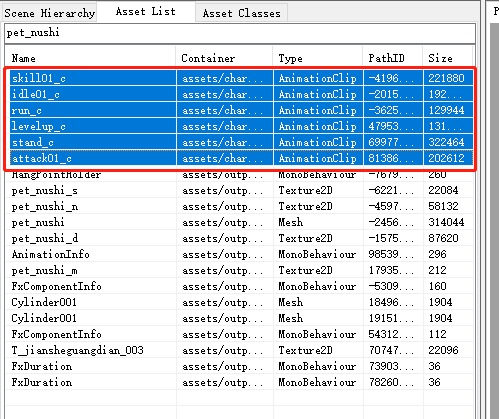 Scene Hierarchy Asset List Asset Classes
pet_nushi
Name Container Type PathID Size
skill01_c assets/char... AnimationClip -4196... 221880
idle01_c assets/char... AnimationClip -2015... 192...
run_c assets/char... AnimationClip -3625... 129944
levelup_c assets/char... AnimationClip 47953... 131...
stand_c assets/char... AnimationClip 69977... 322464
attack01_c assets/char... AnimationClip 81386... 202612
HangPointHolder assets/outp... MonoBehaviour -7679... 260
pet_nushi_s assets/outp... Texture2D -6221... 22084
pet_nushi_n assets/outp... Texture2D -4597... 58132
pet_nushi assets/outp... Mesh -2456... 314044
pet_nushi_d assets/outp... Texture2D -1575... 87620
AnimationInfo assets/outp... MonoBehaviour 98539... 296
pet_nushi_m assets/outp... Texture2D 17935... 212
FxComponentInfo assets/outp... MonoBehaviour -5309... 160
Cylinder001 assets/outp... Mesh 18496... 1904
Cylinder001 assets/outp... Mesh 19151... 1904
FxComponentInfo assets/outp... MonoBehaviour 54312... 112
T_jiansheguangdian_003 assets/outp... Texture2D 70747... 22096
FxDuration assets/outp... MonoBehaviour 73903... 36
FxDuration assets/outp... MonoBehaviour 78260... 36